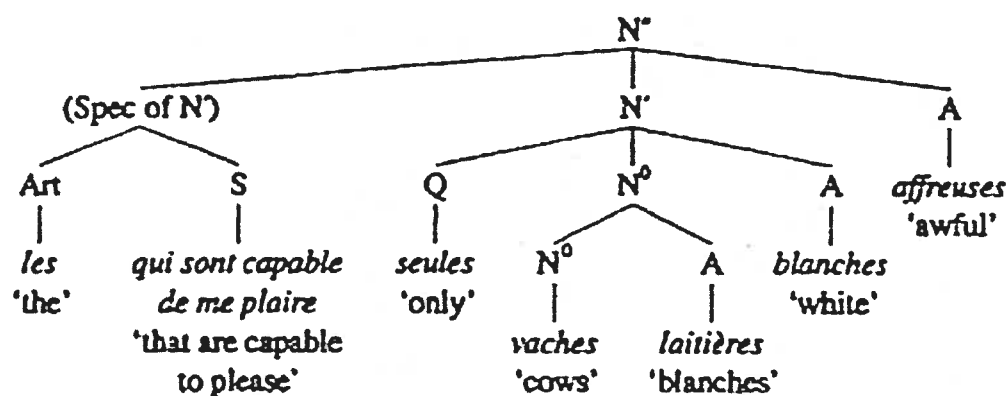 N"
(Spec of N') N' A
Art S Q N⁰ A affreuses
'awful'
les qui sont capable seules N⁰ A blanches
'the' de me plaire 'only' 'white'
'that are capable vaches laitières
to please' 'cows' 'blanches'